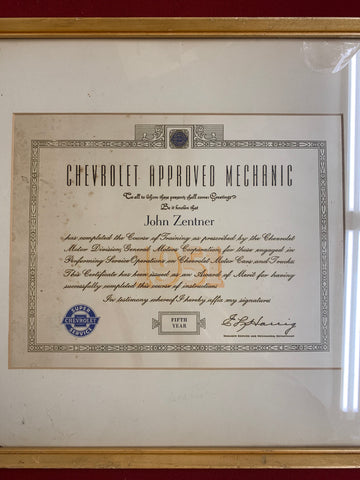 CHEVROLET APPROVED MECHANIC
To all to whom these presents shall come: Greetings
Be it known that
John Zentner
has completed the Course of Training as prescribed by the Chevrolet
Motor Division, General Motors Corporation for those engaged in
Performing Service Operations on Chevrolet Motor Cars and Trucks.
This Certificate has been issued as an Award of Merit for having
successfully completed this course of instruction.
In testimony whereof I hereby affix my signature
SUPER
CHEVROLET
SERVICE
FIFTH
YEAR